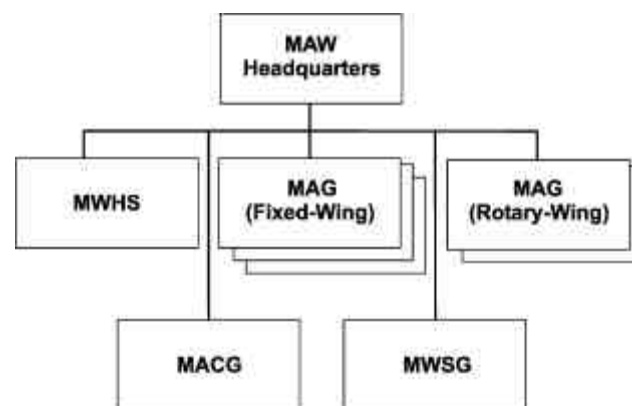 MAW
Headquarters
MWHS
MAG
(Fixed-Wing)
MAG
(Rotary-Wing)
MACG
MWSG